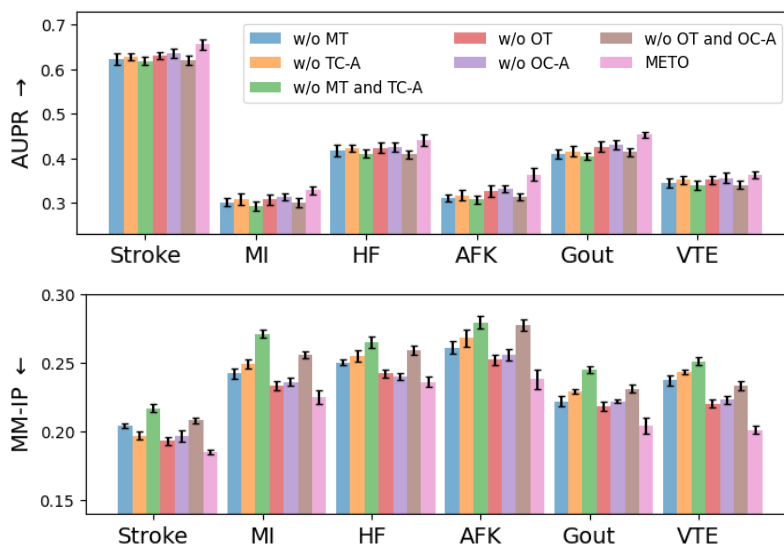 0.7
0.6
0.5
0.4
0.3
AUPR →
w/o MT
w/o TC-A
w/o MT and TC-A
w/o OT
w/o OC-A
w/o OT and OC-A
METO
Stroke MI HF AFK Gout VTE
0.30
0.25
0.20
0.15
MM-IP ←
Stroke MI HF AFK Gout VTE